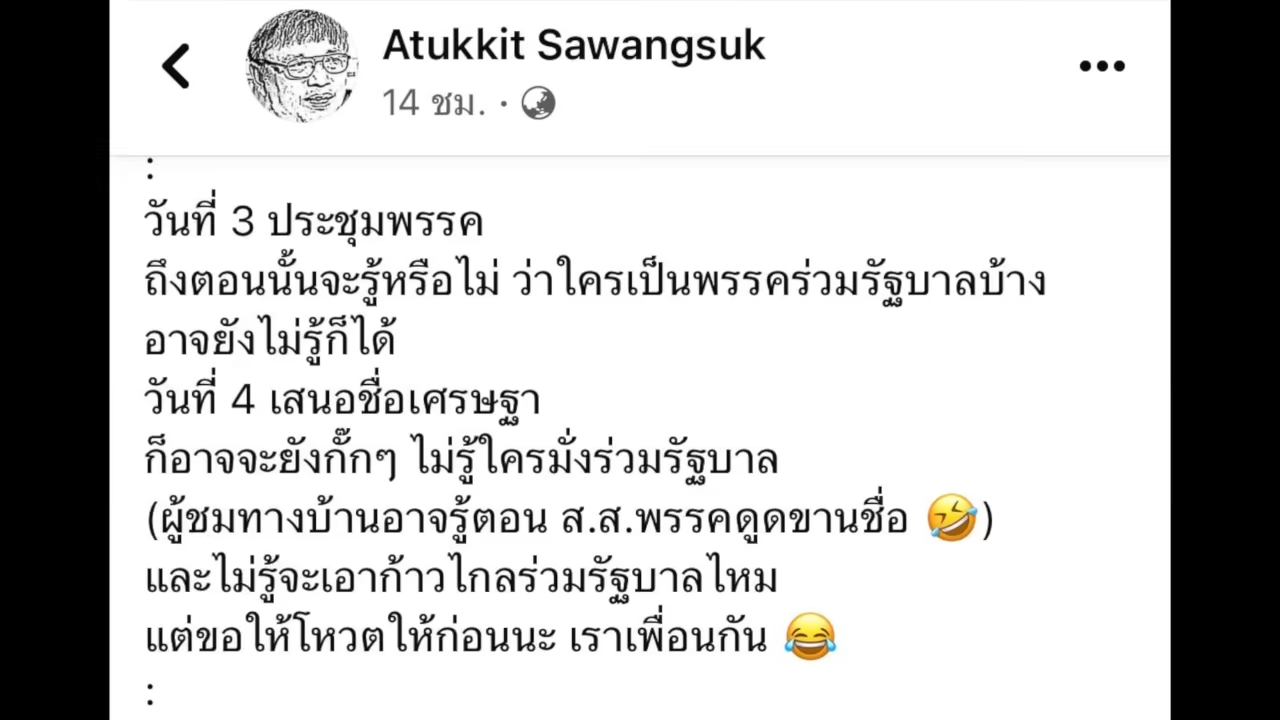 Atukkit Sawangsuk
14 ชม. ·
:
วันที่ 3 ประชุมพรรค
ถึงตอนนั้นจะรู้หรือไม่ ว่าใครเป็นพรรคร่วมรัฐบาลบ้าง
อาจยังไม่รู้ก็ได้
วันที่ 4 เสนอชื่อเศรษฐา
ก็อาจจะยังกั๊กๆ ไม่รู้ใครมั่งร่วมรัฐบาล
(ผู้ชมทางบ้านอาจรู้ตอน ส.ส.พรรคดูดขานชื่อ 🤣)
และไม่รู้จะเอาก้าวไกลร่วมรัฐบาลไหม
แต่ขอให้โหวตให้ก่อนนะ เราเพื่อนกัน 😂
: